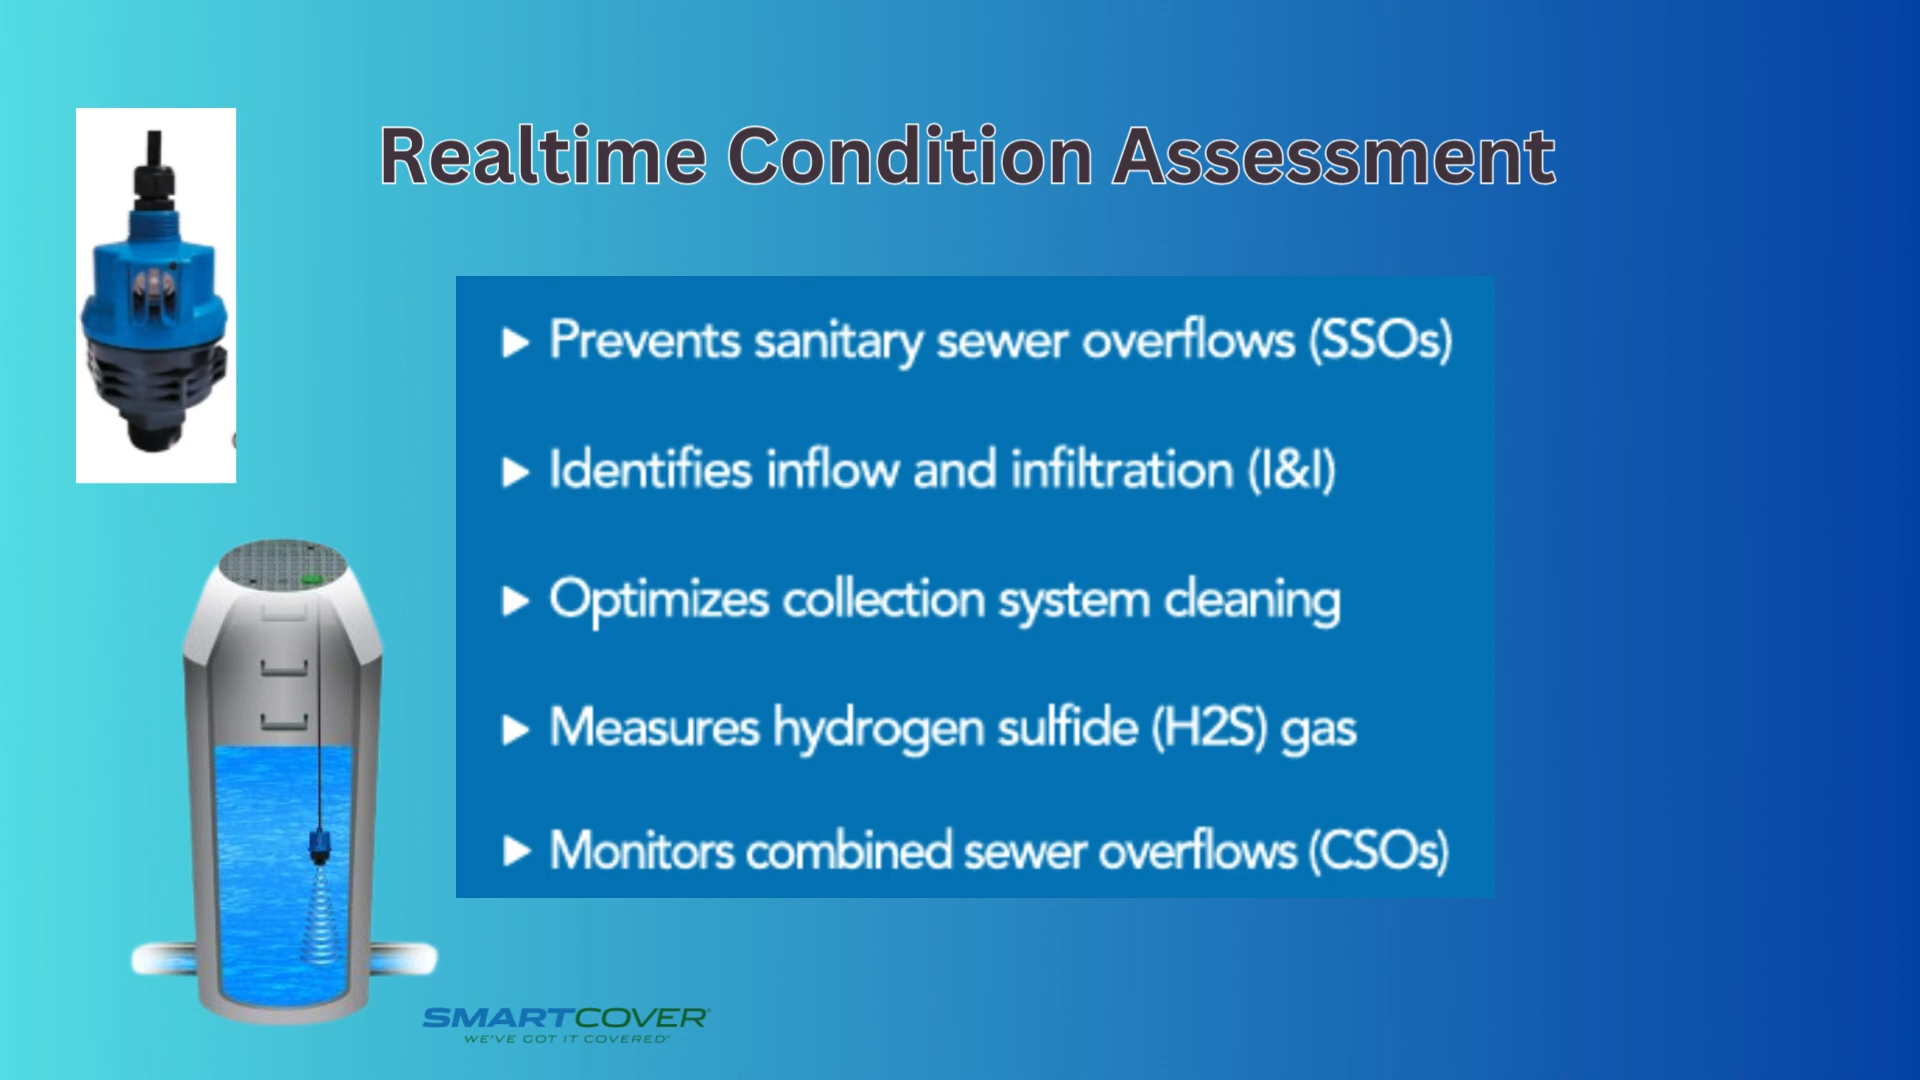 Realtime Condition Assessment
▶ Prevents sanitary sewer overflows (SSOs)
▶ Identifies inflow and infiltration (I&I)
▶ Optimizes collection system cleaning
▶ Measures hydrogen sulfide (H2S) gas
▶ Monitors combined sewer overflows (CSOs)
SMARTCOVER®
WE'VE GOT IT COVERED™